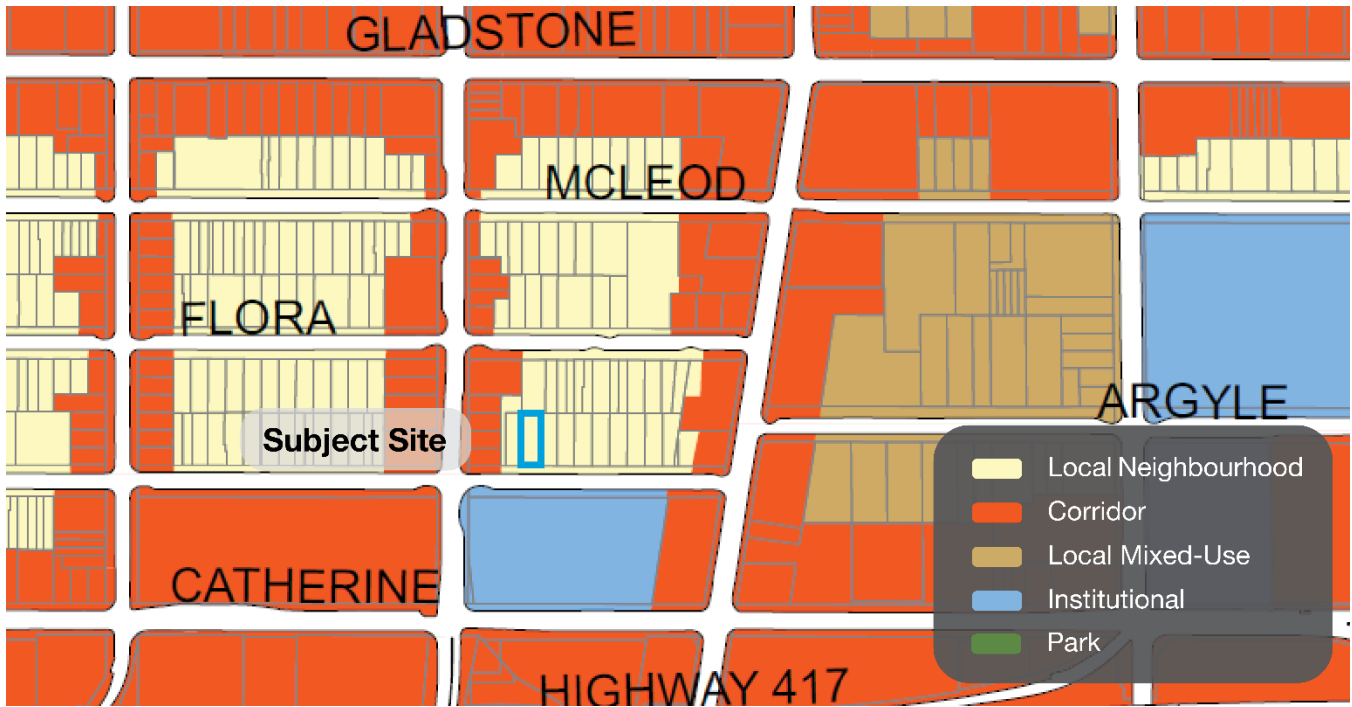 GLADSTONE
MCLEOD
FLORA
ARGYLE
Subject Site
Local Neighbourhood
Corridor
Local Mixed-Use
Institutional
Park
CATHERINE
HIGHWAY 417